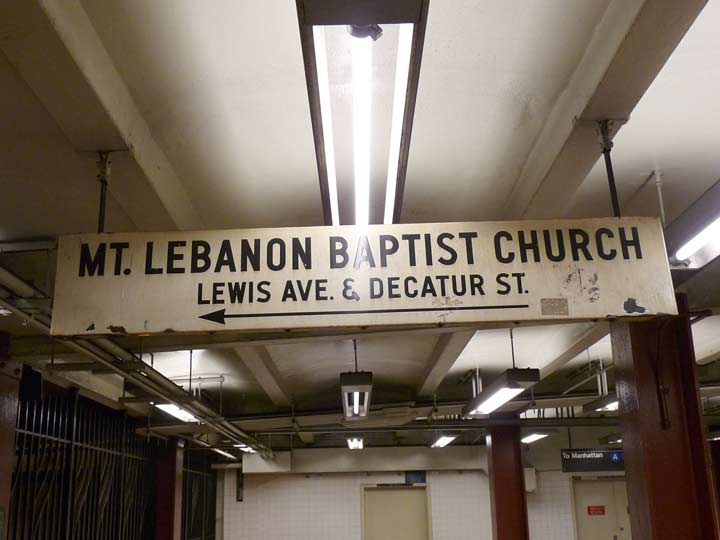 MT. LEBANON BAPTIST CHURCH
LEWIS AVE. & DECATUR ST.
To Manhattan A